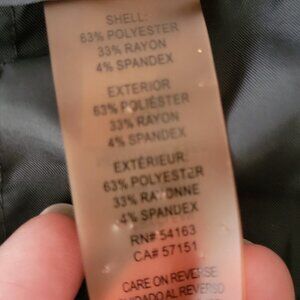 SHELL:
63% POLYESTER
33% RAYON
4% SPANDEX
EXTERIOR
63% POLIÉSTER
33% RAYON
4% SPANDEX
EXTÉRIEUR:
63% POLYESTER
33% RAYONNE
4% SPANDEX
RN# 54163
CA# 57151
CARE ON REVERSE
CUIDADO AL REVERSO